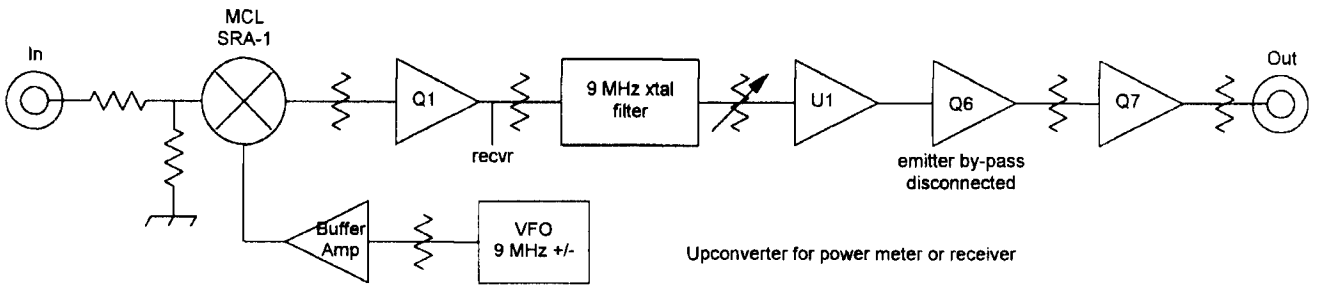 MCL
SRA-1
In
Q1
9 MHz xtal
filter
U1
Q6
Q7
Out
recvr
emitter by-pass
disconnected
Buffer
Amp
VFO
9 MHz +/-
Upconverter for power meter or receiver